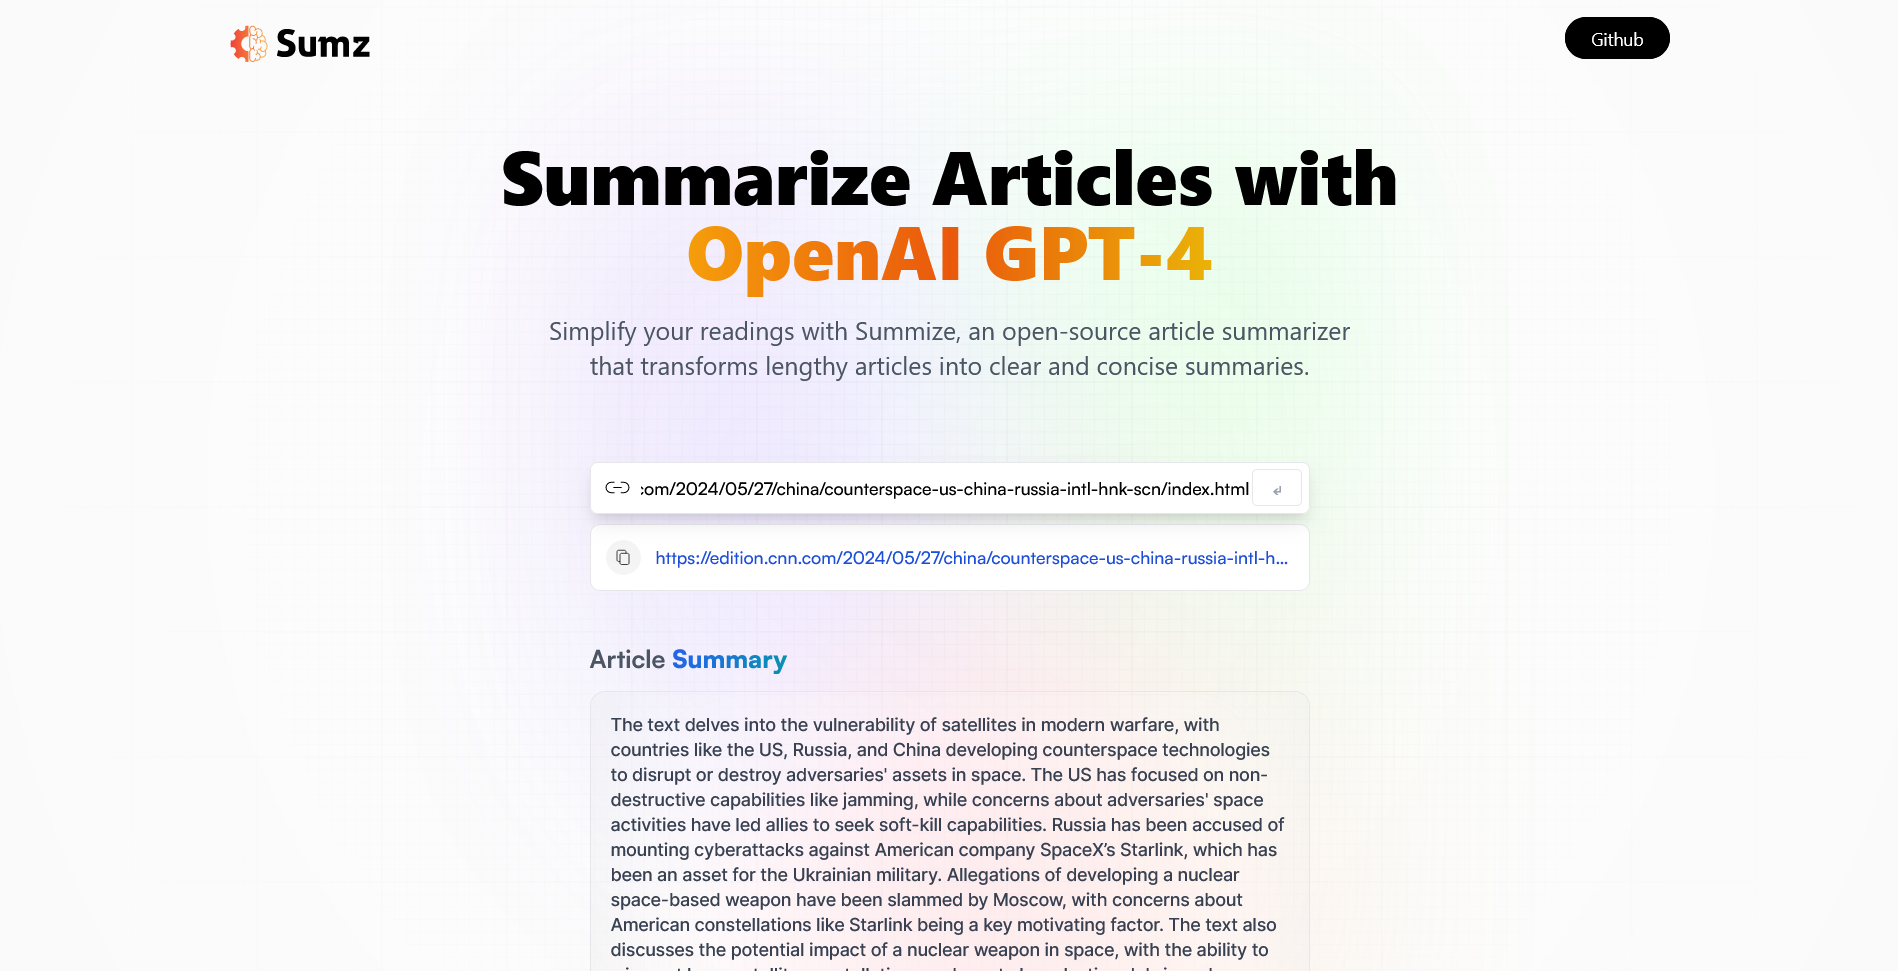 Sumz
Github
Summarize Articles with
OpenAI GPT-4
Simplify your readings with Summize, an open-source article summarizer
that transforms lengthy articles into clear and concise summaries.
:om/2024/05/27/china/counterspace-us-china-russia-intl-hnk-scn/index.html
https://edition.cnn.com/2024/05/27/china/counterspace-us-china-russia-intl-h...
Article Summary
The text delves into the vulnerability of satellites in modern warfare, with
countries like the US, Russia, and China developing counterspace technologies
to disrupt or destroy adversaries' assets in space. The US has focused on non-
destructive capabilities like jamming, while concerns about adversaries' space
activities have led allies to seek soft-kill capabilities. Russia has been accused of
mounting cyberattacks against American company SpaceX’s Starlink, which has
been an asset for the Ukrainian military. Allegations of developing a nuclear
space-based weapon have been slammed by Moscow, with concerns about
American constellations like Starlink being a key motivating factor. The text also
discusses the potential impact of a nuclear weapon in space, with the ability to